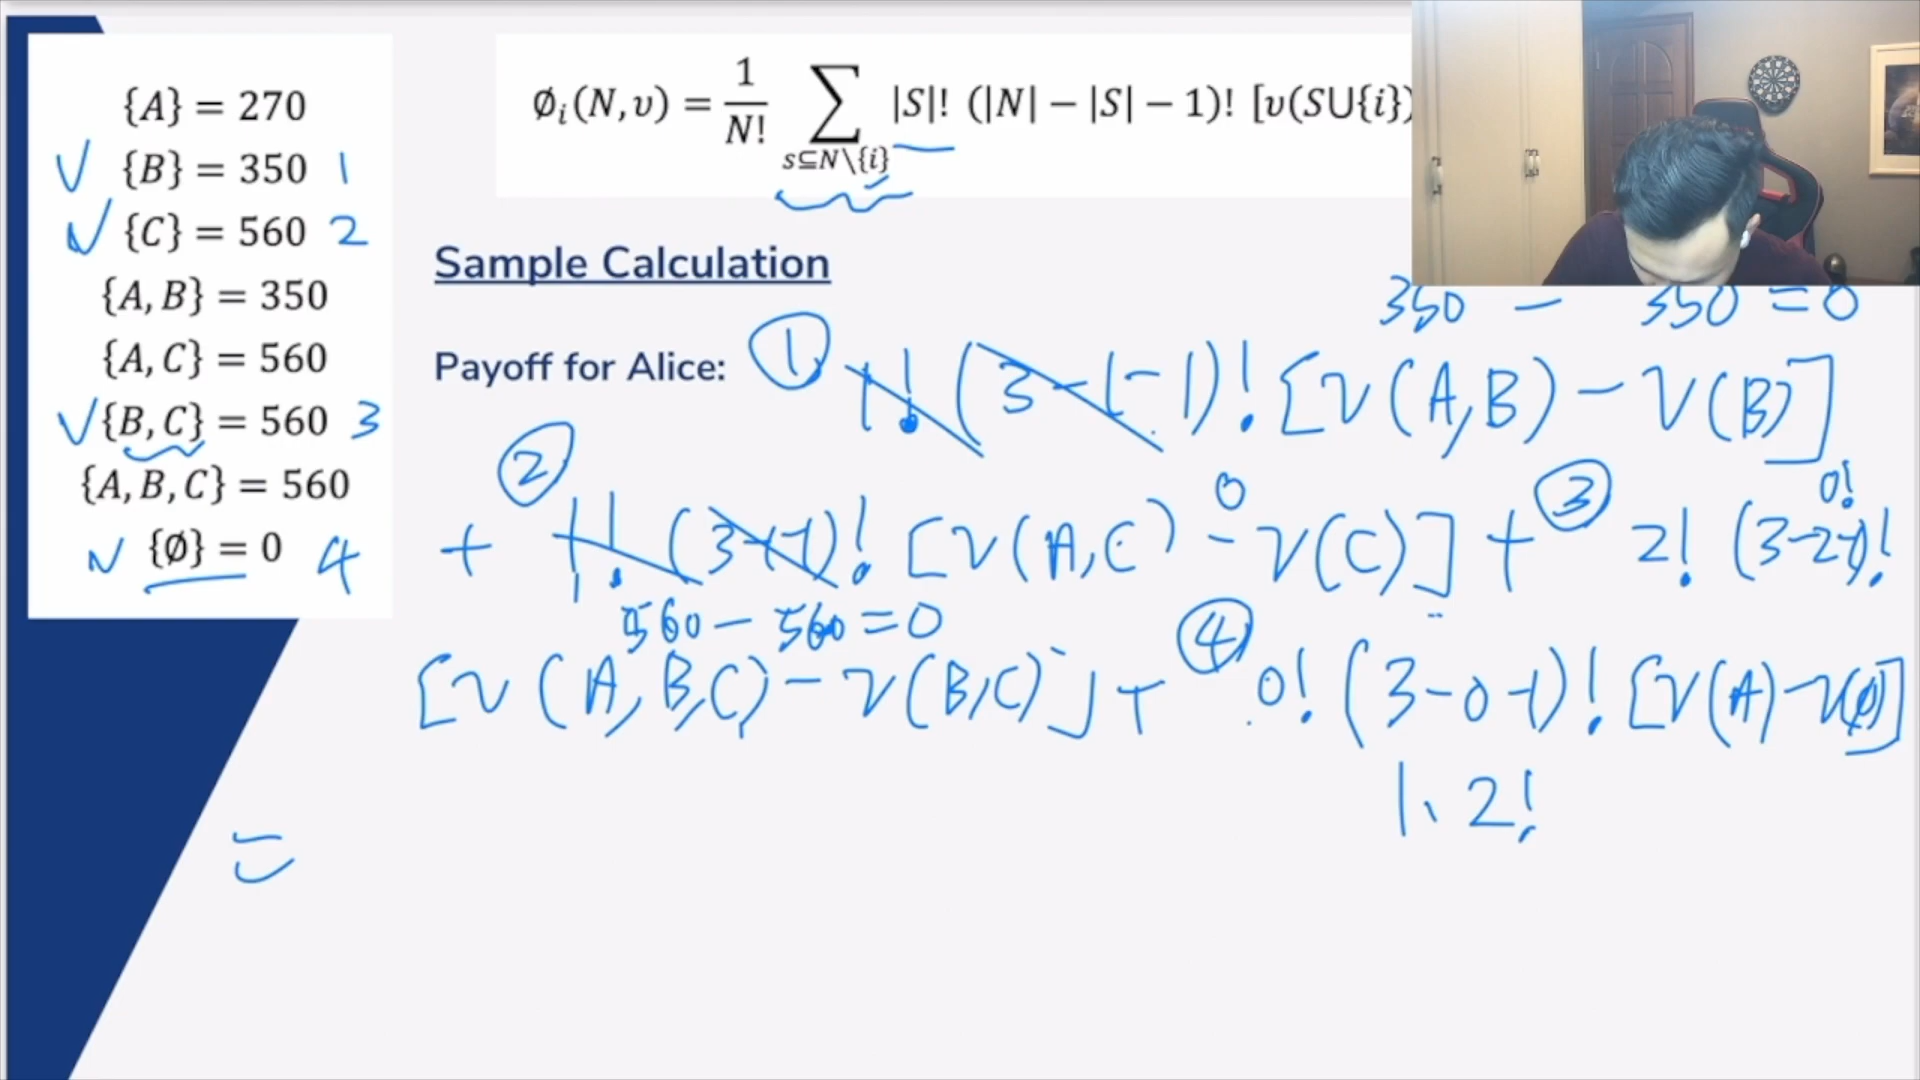 {A} = 270
{B} = 350 1
{C} = 560 2
{A, B} = 350
{A, C} = 560
{B, C} = 560 3
{A, B, C} = 560
{∅} = 0 4
∅ᵢ(N, v) = 1/N! ∑ s⊆N\{i} |S|! (|N| − |S| − 1)! [v(S∪{i})
Sample Calculation
350 − 350 = 0
Payoff for Alice: ① 1! (3-1-1)! [v(A,B) − v(B)]
0 0!
+ ② 1! (3-1-1)! [v(A,C) - v(C)] + ③ 2! (3-2-1)!
560 − 560 = 0
[v(A,B,C) − v(B,C)] + ④ 0! (3-0-1)! [v(A) − v(∅)]
1. 2!
=